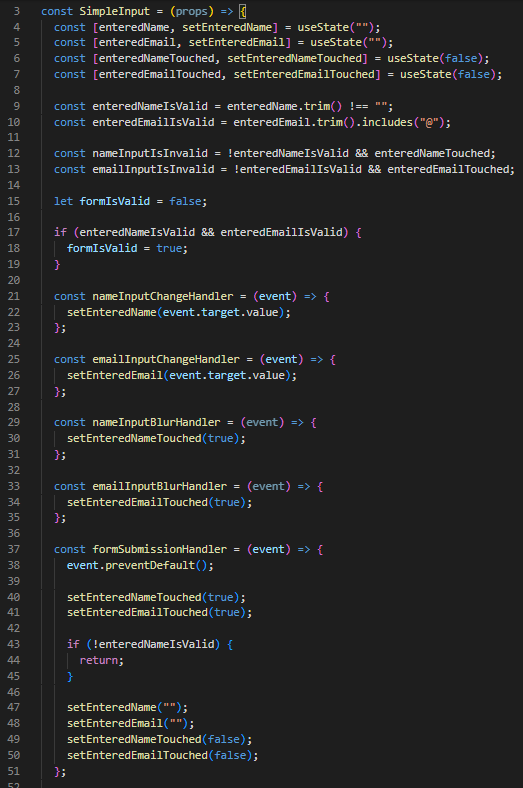 3 const SimpleInput = (props) => {
4 const [enteredName, setEnteredName] = useState("");
5 const [enteredEmail, setEnteredEmail] = useState("");
6 const [enteredNameTouched, setEnteredNameTouched] = useState(false);
7 const [enteredEmailTouched, setEnteredEmailTouched] = useState(false);
8
9 const enteredNameIsValid = enteredName.trim() !== "";
10 const enteredEmailIsValid = enteredEmail.trim().includes("@");
11
12 const nameInputIsInvalid = !enteredNameIsValid && enteredNameTouched;
13 const emailInputIsInvalid = !enteredEmailIsValid && enteredEmailTouched;
14
15 let formIsValid = false;
16
17 if (enteredNameIsValid && enteredEmailIsValid) {
18 formIsValid = true;
19 }
20
21 const nameInputChangeHandler = (event) => {
22 setEnteredName(event.target.value);
23 };
24
25 const emailInputChangeHandler = (event) => {
26 setEnteredEmail(event.target.value);
27 };
28
29 const nameInputBlurHandler = (event) => {
30 setEnteredNameTouched(true);
31 };
32
33 const emailInputBlurHandler = (event) => {
34 setEnteredEmailTouched(true);
35 };
36
37 const formSubmissionHandler = (event) => {
38 event.preventDefault();
39
40 setEnteredNameTouched(true);
41 setEnteredEmailTouched(true);
42
43 if (!enteredNameIsValid) {
44 return;
45 }
46
47 setEnteredName("");
48 setEnteredEmail("");
49 setEnteredNameTouched(false);
50 setEnteredEmailTouched(false);
51 };
52